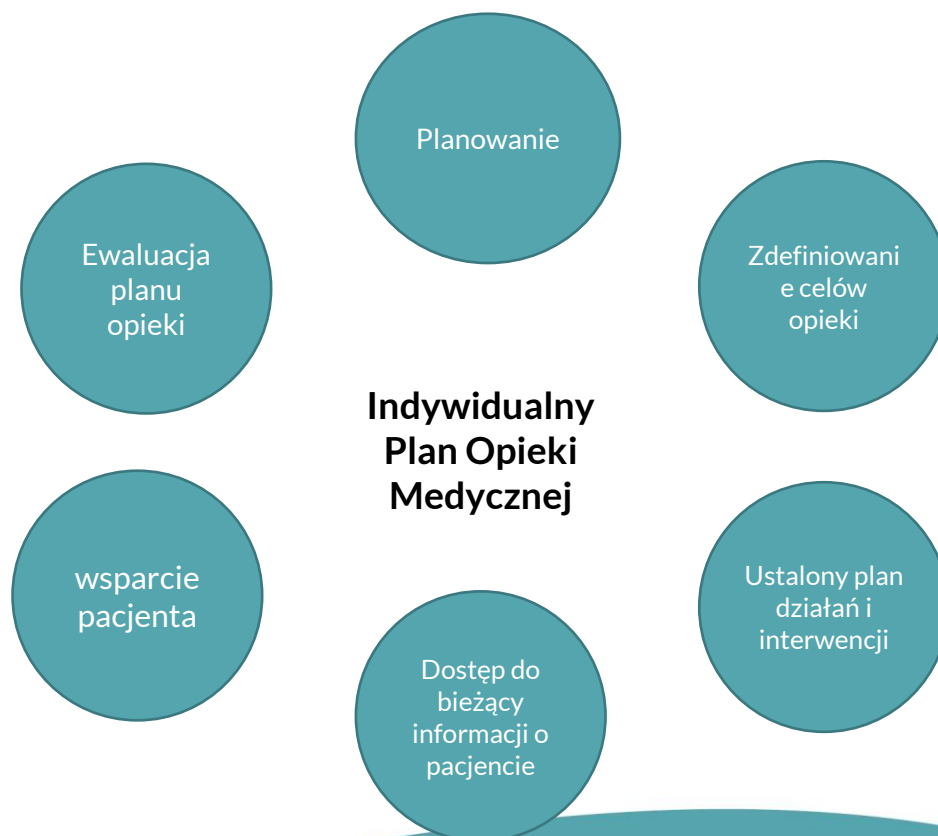 Planowanie
Zdefiniowani
e celów
opieki
Ustalony plan
działań i
interwencji
Dostęp do
bieżący
informacji o
pacjencie
wsparcie
pacjenta
Ewaluacja
planu
opieki
Indywidualny
Plan Opieki
Medycznej